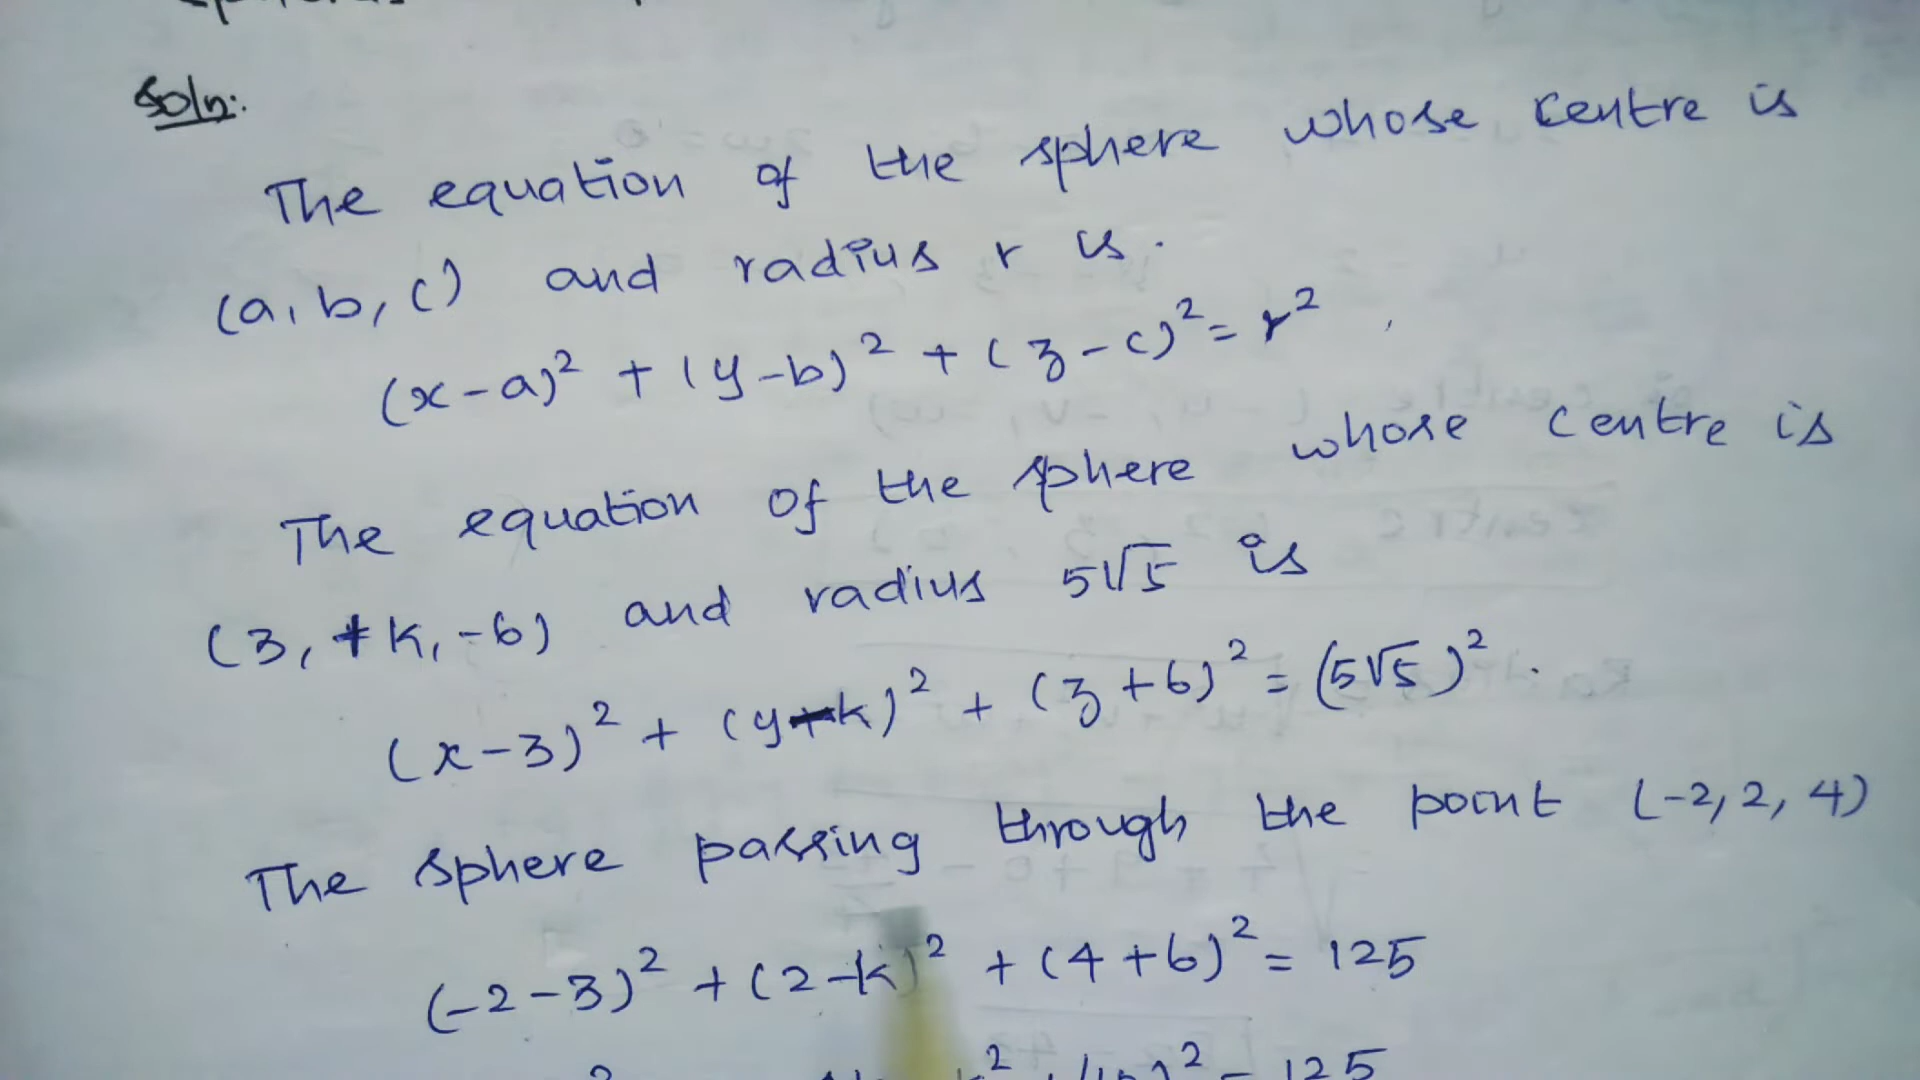 Soln:
The equation of the sphere whose centre is
(a, b, c) and radius r is.
(x-a)² + (y-b)² + (z-c)² = r²
The equation of the sphere whose centre is
(3, +k, -6) and radius 5√5 is
(x-3)² + (y-k)² + (z+6)² = (5√5)².
The sphere passing through the point (-2, 2, 4)
(-2-3)² + (2-k)² + (4+6)² = 125
= 125